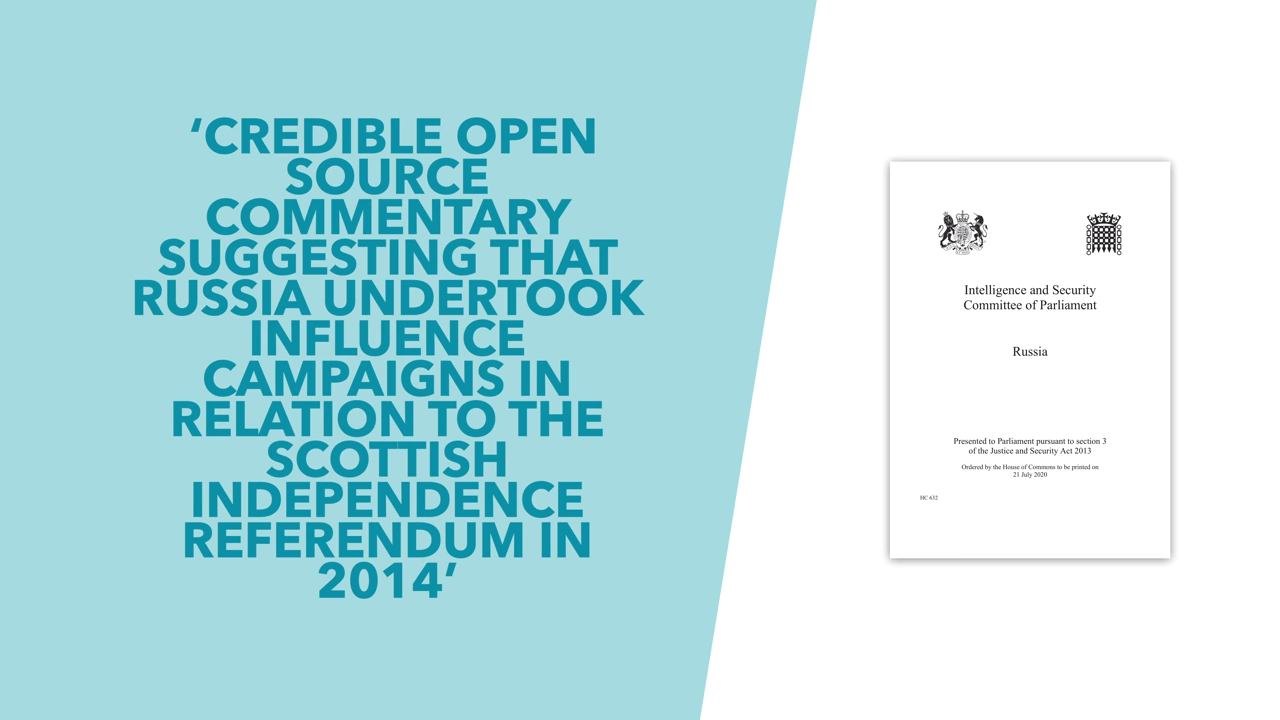 ‘CREDIBLE OPEN
SOURCE
COMMENTARY
SUGGESTING THAT
RUSSIA UNDERTOOK
INFLUENCE
CAMPAIGNS IN
RELATION TO THE
SCOTTISH
INDEPENDENCE
REFERENDUM IN
2014’
Intelligence and Security
Committee of Parliament
Russia
Presented to Parliament pursuant to section 3
of the Justice and Security Act 2013
Ordered by the House of Commons to be printed on
21 July 2020
HC 632